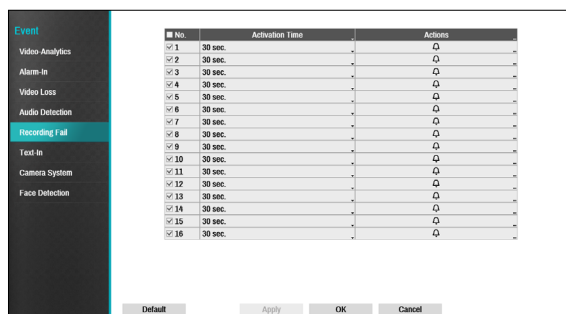 Event
Video-Analytics
Alarm-In
Video Loss
Audio Detection
Recording Fail
Text-In
Camera System
Face Detection
No. Activation Time Actions
1 30 sec.
2 30 sec.
3 30 sec.
4 30 sec.
5 30 sec.
6 30 sec.
7 30 sec.
8 30 sec.
9 30 sec.
10 30 sec.
11 30 sec.
12 30 sec.
13 30 sec.
14 30 sec.
15 30 sec.
16 30 sec.
Default Apply OK Cancel